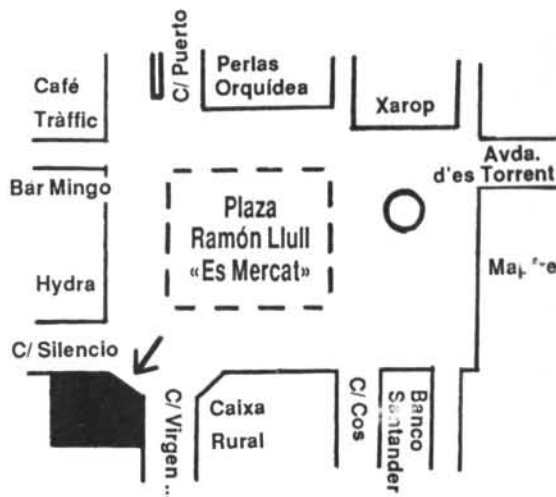 Café
Tràffic
C/ Puerto
Perlas
Orquídea
Xarop
Avda.
d'es Torrent
Bar Mingo
Plaza
Ramón Llull
«Es Mercat»
Hydra
C/ Silencio
C/ Virgen ...
Caixa
Rural
C/ Cos
Banco
Santander